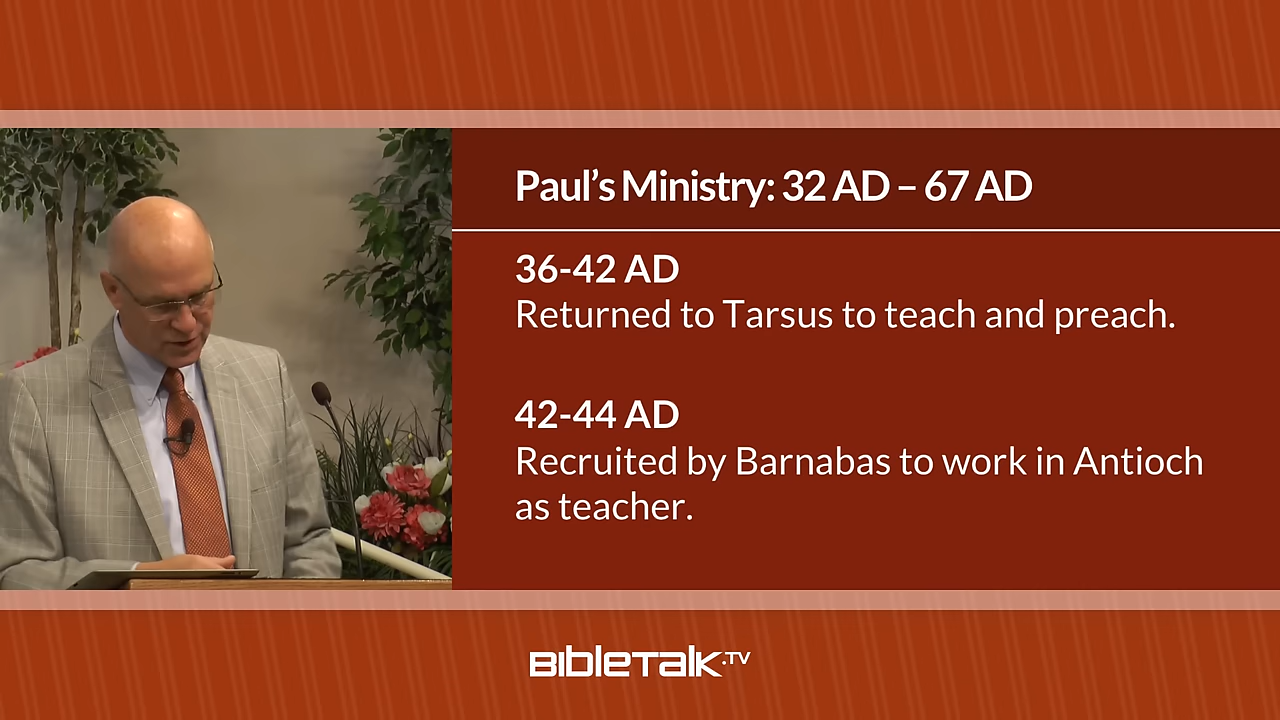 Paul’s Ministry: 32 AD – 67 AD
36-42 AD
Returned to Tarsus to teach and preach.
42-44 AD
Recruited by Barnabas to work in Antioch
as teacher.
BibleTalk.TV